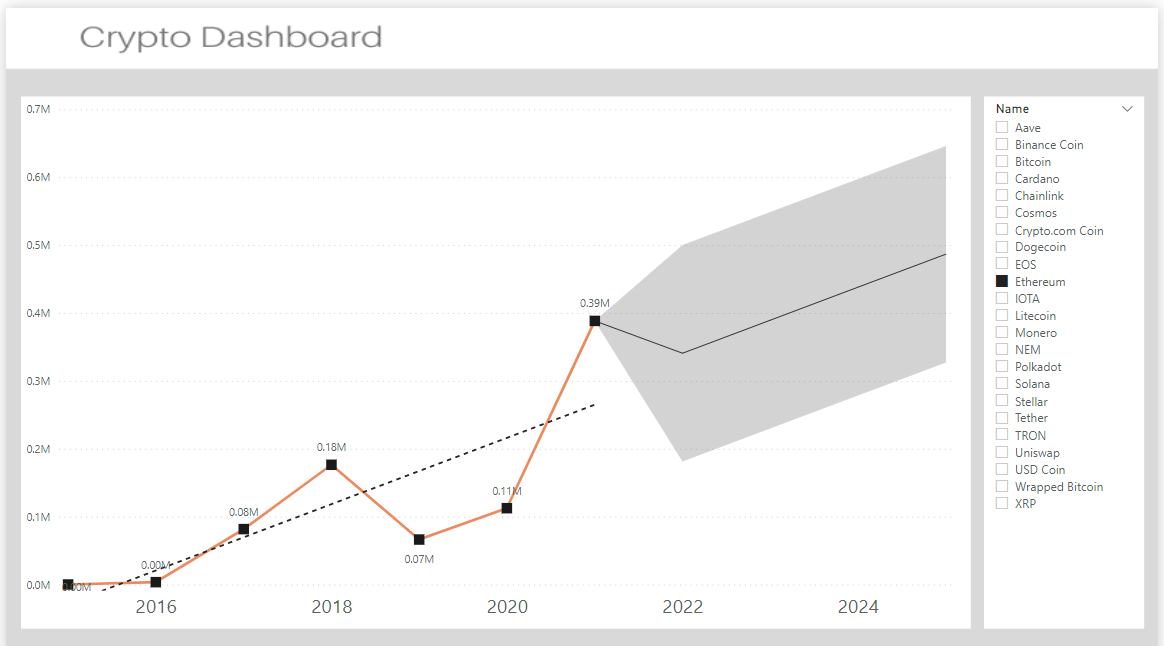 Crypto Dashboard
0.7M
0.6M
0.5M
0.4M
0.3M
0.2M
0.1M
0.0M
0.00M
0.00M
0.08M
0.18M
0.07M
0.11M
0.39M
2016
2018
2020
2022
2024
Name
Aave
Binance Coin
Bitcoin
Cardano
Chainlink
Cosmos
Crypto.com Coin
Dogecoin
EOS
Ethereum
IOTA
Litecoin
Monero
NEM
Polkadot
Solana
Stellar
Tether
TRON
Uniswap
USD Coin
Wrapped Bitcoin
XRP